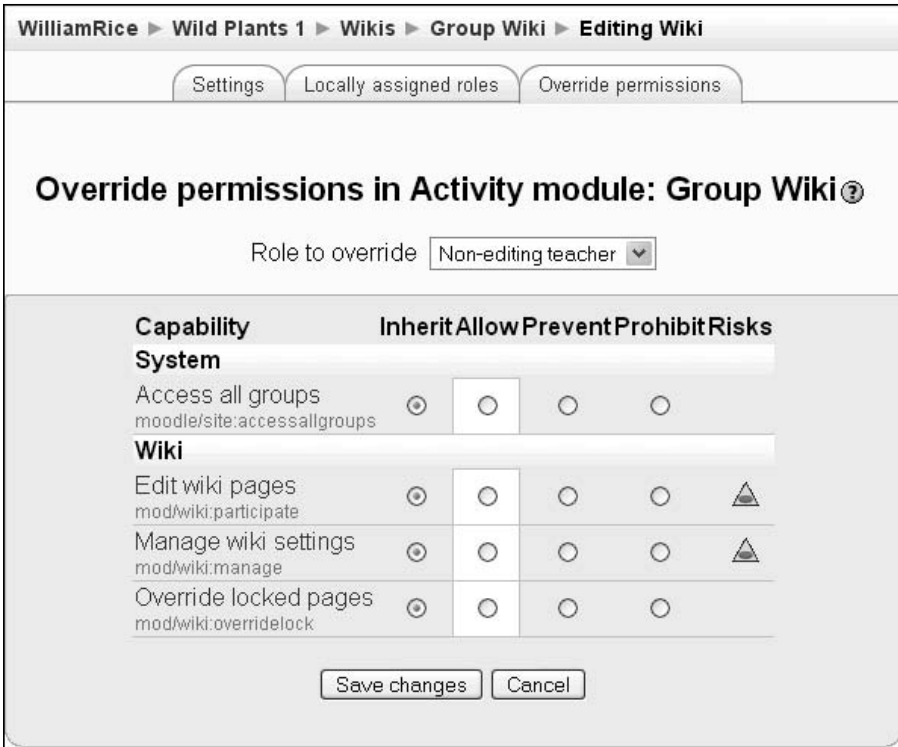 WilliamRice ► Wild Plants 1 ► Wikis ► Group Wiki ► Editing Wiki
Settings Locally assigned roles Override permissions
Override permissions in Activity module: Group Wiki ?
Role to override Non-editing teacher
Capability Inherit Allow Prevent Prohibit Risks
System
Access all groups
moodle/site:accessallgroups
Wiki
Edit wiki pages
mod/wiki:participate
Manage wiki settings
mod/wiki:manage
Override locked pages
mod/wiki:overridelock
Save changes Cancel